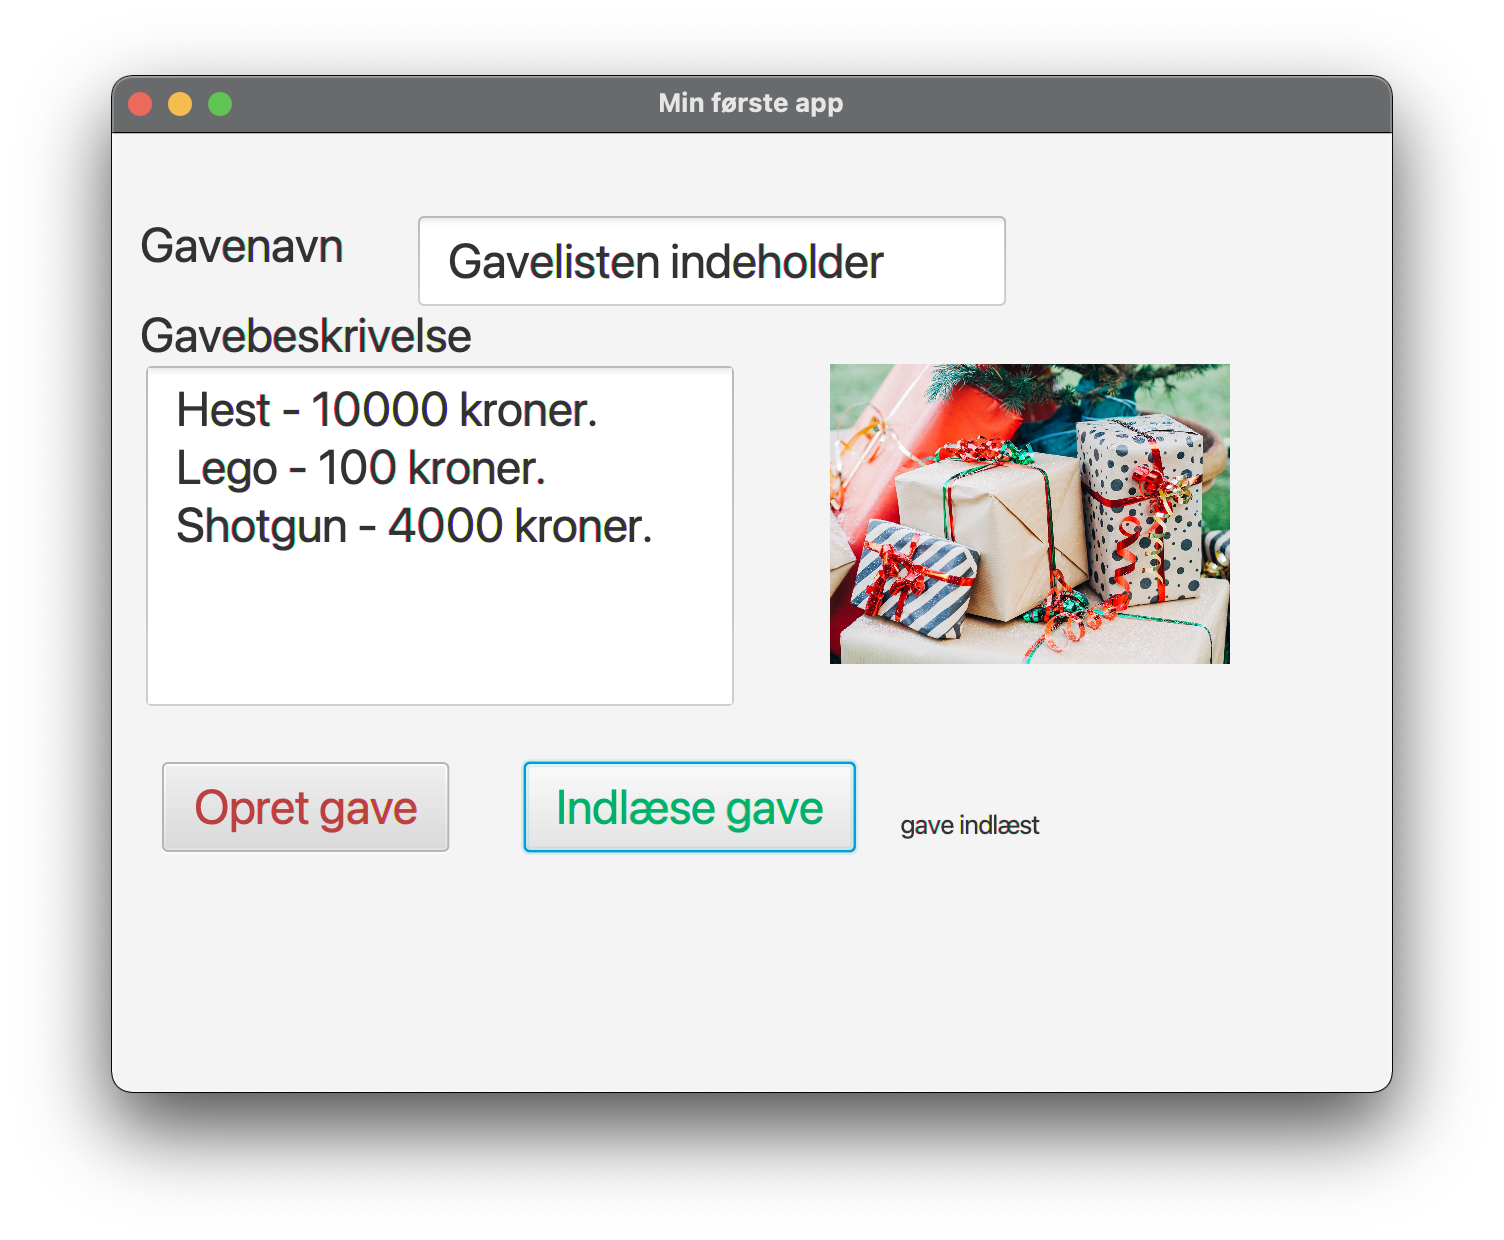 Min første app
Gavenavn
Gavelisten indeholder
Gavebeskrivelse
Hest - 10000 kroner.
Lego - 100 kroner.
Shotgun - 4000 kroner.
Opret gave
Indlæse gave
gave indlæst